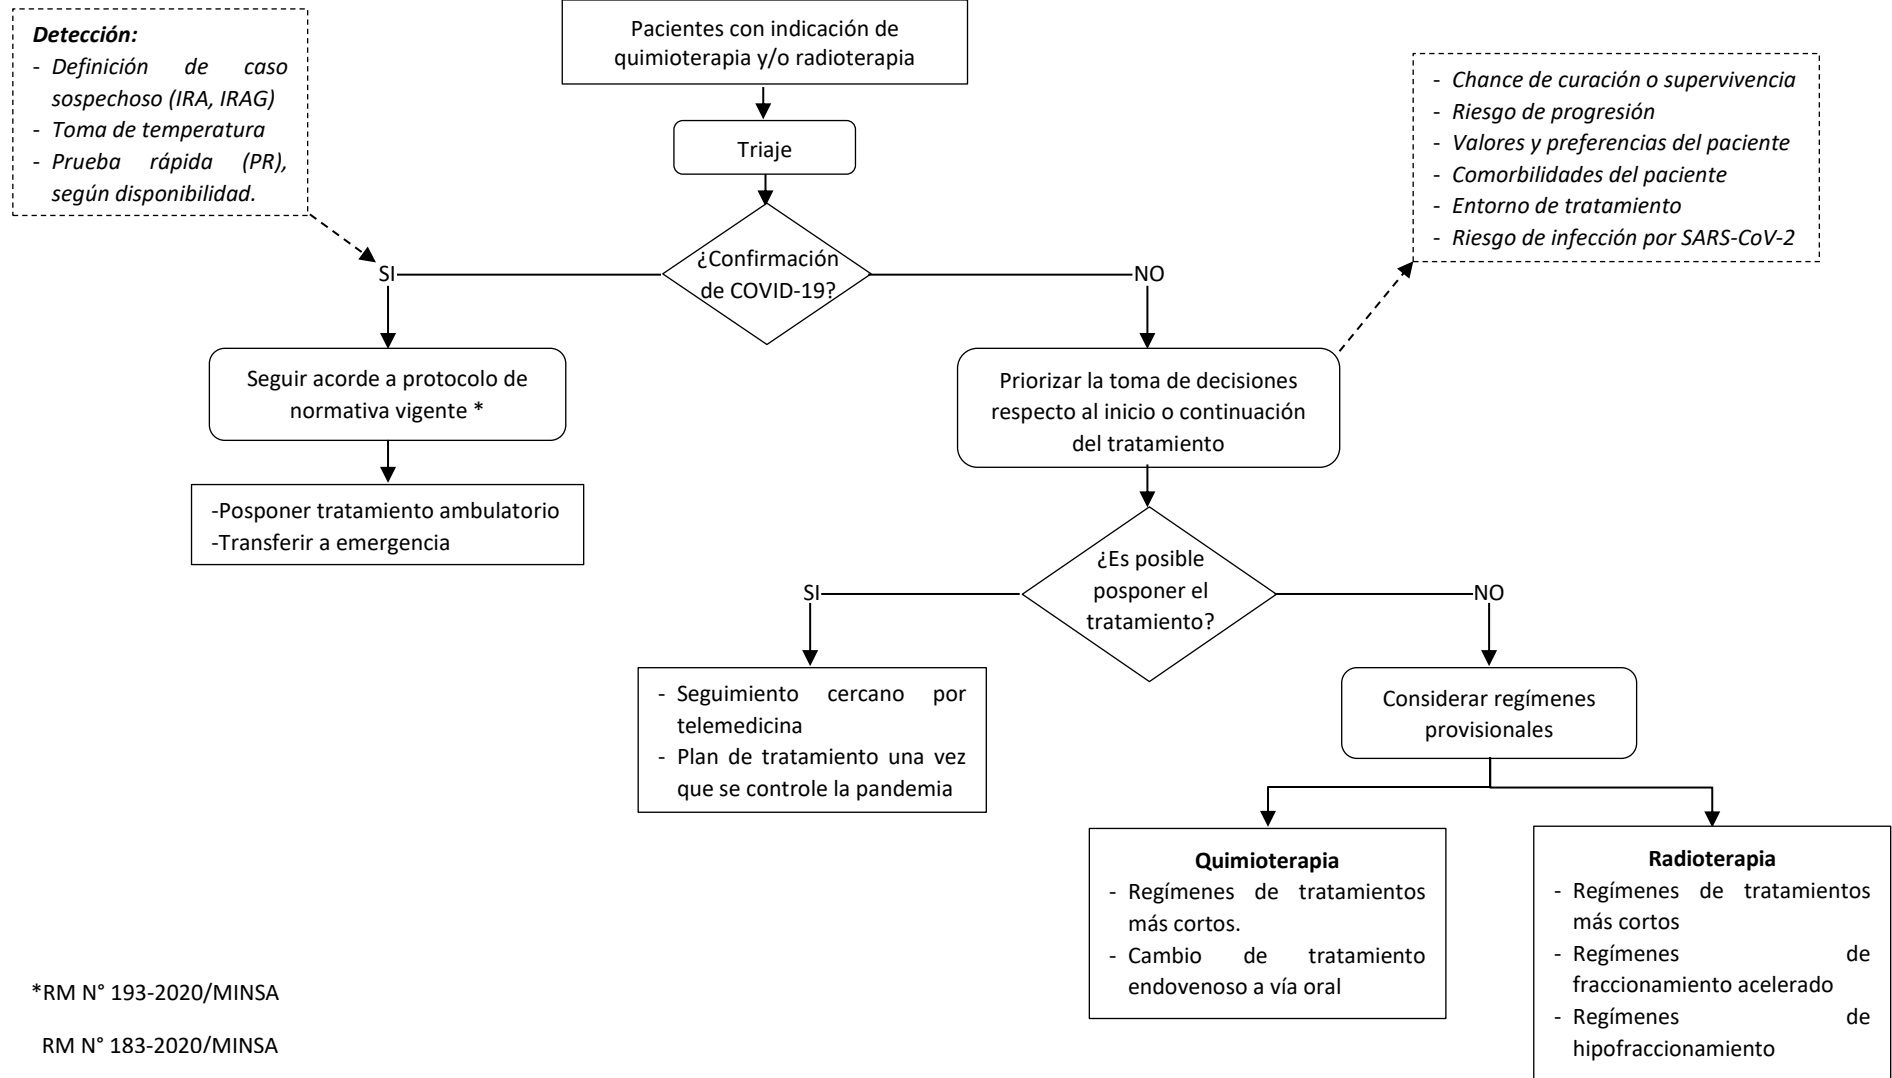 Detección:
- Definición de caso
sospechoso (IRA, IRAG)
- Toma de temperatura
- Prueba rápida (PR),
según disponibilidad.
Pacientes con indicación de
quimioterapia y/o radioterapia
Triaje
- Chance de curación o supervivencia
- Riesgo de progresión
- Valores y preferencias del paciente
- Comorbilidades del paciente
- Entorno de tratamiento
- Riesgo de infección por SARS-CoV-2
¿Confirmación
de COVID-19?
SI
NO
Seguir acorde a protocolo de
normativa vigente *
-Posponer tratamiento ambulatorio
-Transferir a emergencia
Priorizar la toma de decisiones
respecto al inicio o continuación
del tratamiento
¿Es posible
posponer el
tratamiento?
SI
NO
- Seguimiento cercano por
telemedicina
- Plan de tratamiento una vez
que se controle la pandemia
Considerar regímenes
provisionales
Quimioterapia
- Regímenes de tratamientos
más cortos.
- Cambio de tratamiento
endovenoso a vía oral
Radioterapia
- Regímenes de tratamientos
más cortos
- Regímenes de
fraccionamiento acelerado
- Regímenes de
hipofraccionamiento
*RM N° 193-2020/MINSA
RM N° 183-2020/MINSA